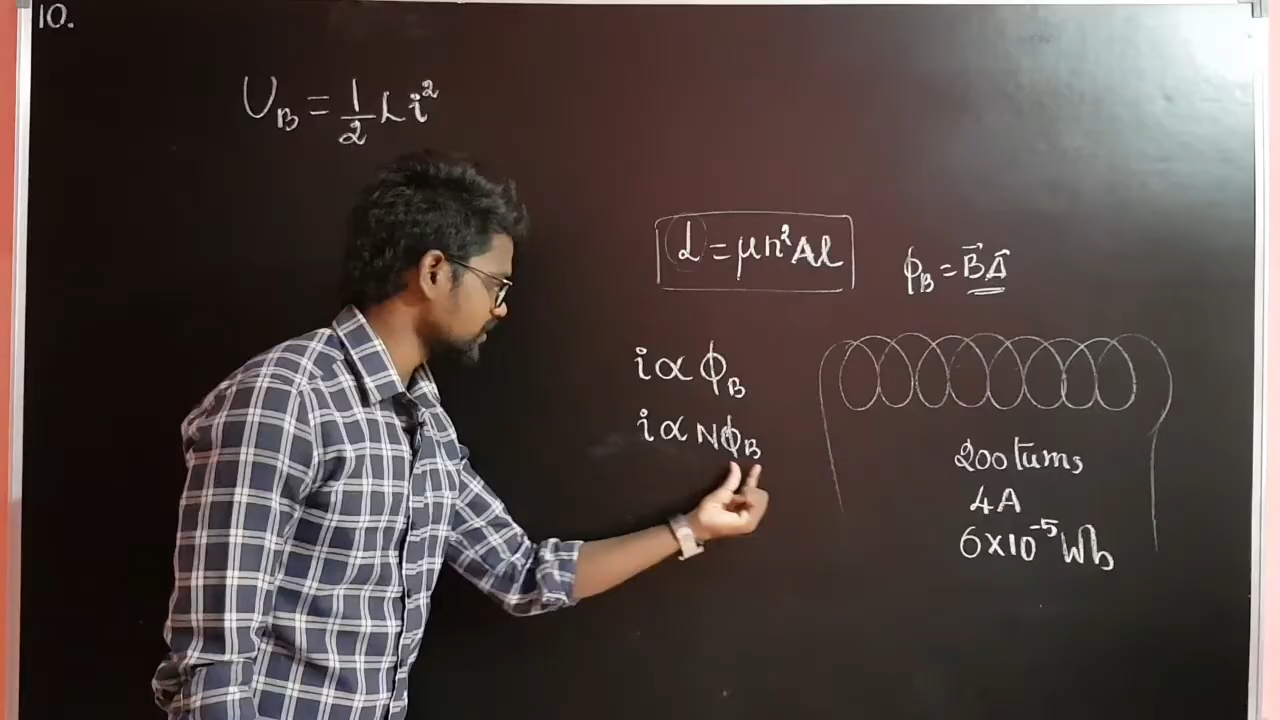 10.
U_B = 1/2 L i²
L = μn²Al
ϕ_B = B⃗A⃗
i ∝ ϕ_B
i ∝ Nϕ_B
200 turns
4A
6×10⁻⁵ Wb